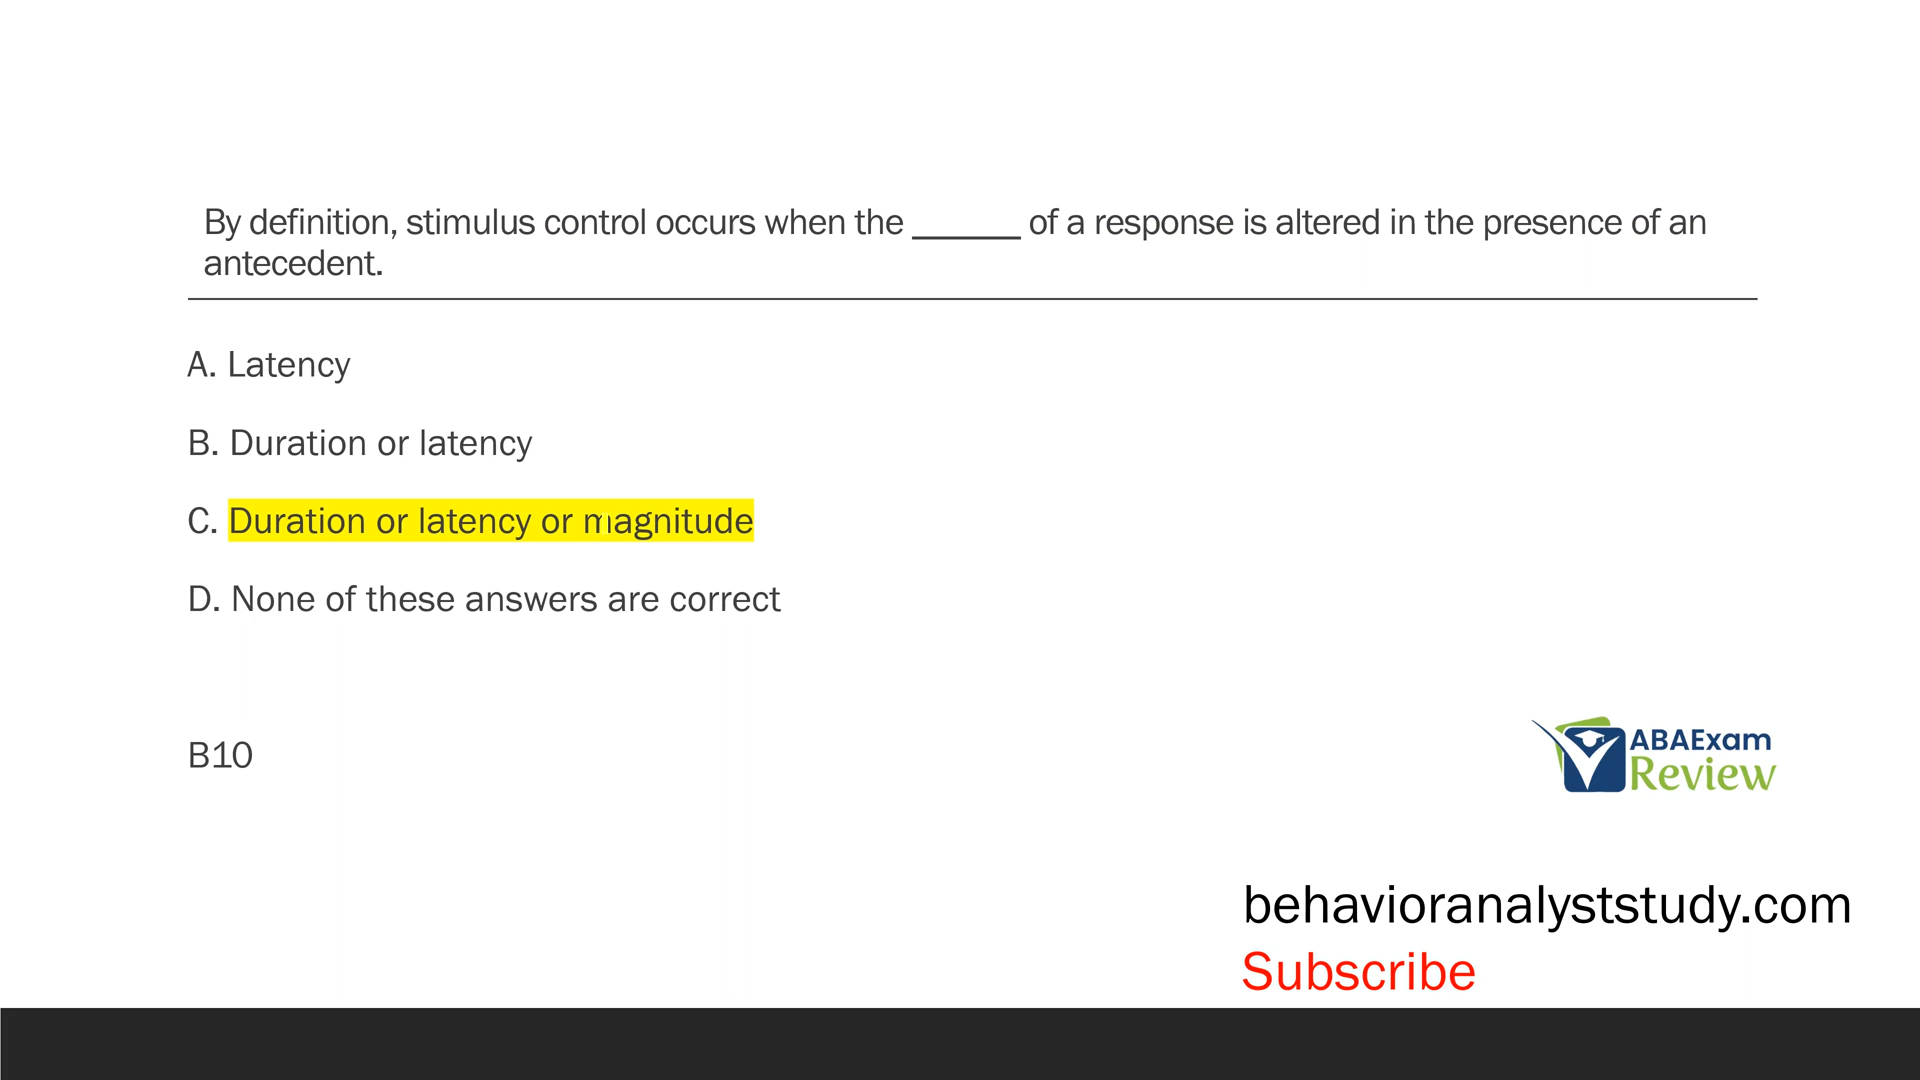 By definition, stimulus control occurs when the ______ of a response is altered in the presence of an
antecedent.
A. Latency
B. Duration or latency
C. Duration or latency or magnitude
D. None of these answers are correct
B10
ABAExam
Review
behavioranalyststudy.com
Subscribe